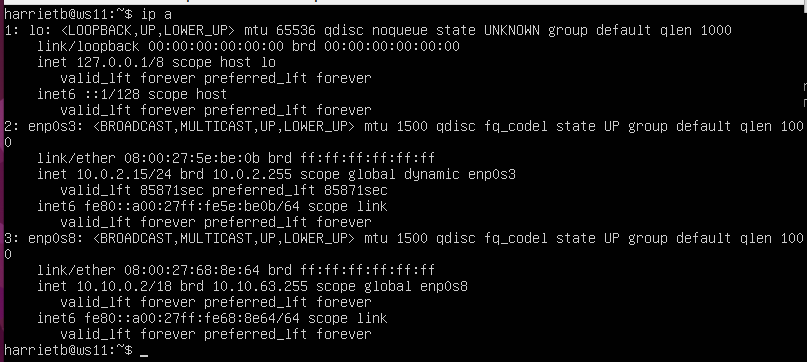 harrietb@ws11:~$ ip a
1: lo: <LOOPBACK,UP,LOWER_UP> mtu 65536 qdisc noqueue state UNKNOWN group default qlen 1000
link/loopback 00:00:00:00:00:00 brd 00:00:00:00:00:00
inet 127.0.0.1/8 scope host lo
valid_lft forever preferred_lft forever
inet6 ::1/128 scope host
valid_lft forever preferred_lft forever
2: enp0s3: <BROADCAST,MULTICAST,UP,LOWER_UP> mtu 1500 qdisc fq_codel state UP group default qlen 100
0
link/ether 08:00:27:5e:be:0b brd ff:ff:ff:ff:ff:ff
inet 10.0.2.15/24 brd 10.0.2.255 scope global dynamic enp0s3
valid_lft 85871sec preferred_lft 85871sec
inet6 fe80::a00:27ff:fe5e:be0b/64 scope link
valid_lft forever preferred_lft forever
3: enp0s8: <BROADCAST,MULTICAST,UP,LOWER_UP> mtu 1500 qdisc fq_codel state UP group default qlen 100
0
link/ether 08:00:27:68:8e:64 brd ff:ff:ff:ff:ff:ff
inet 10.10.0.2/18 brd 10.10.63.255 scope global enp0s8
valid_lft forever preferred_lft forever
inet6 fe80::a00:27ff:fe68:8e64/64 scope link
valid_lft forever preferred_lft forever
harrietb@ws11:~$ _